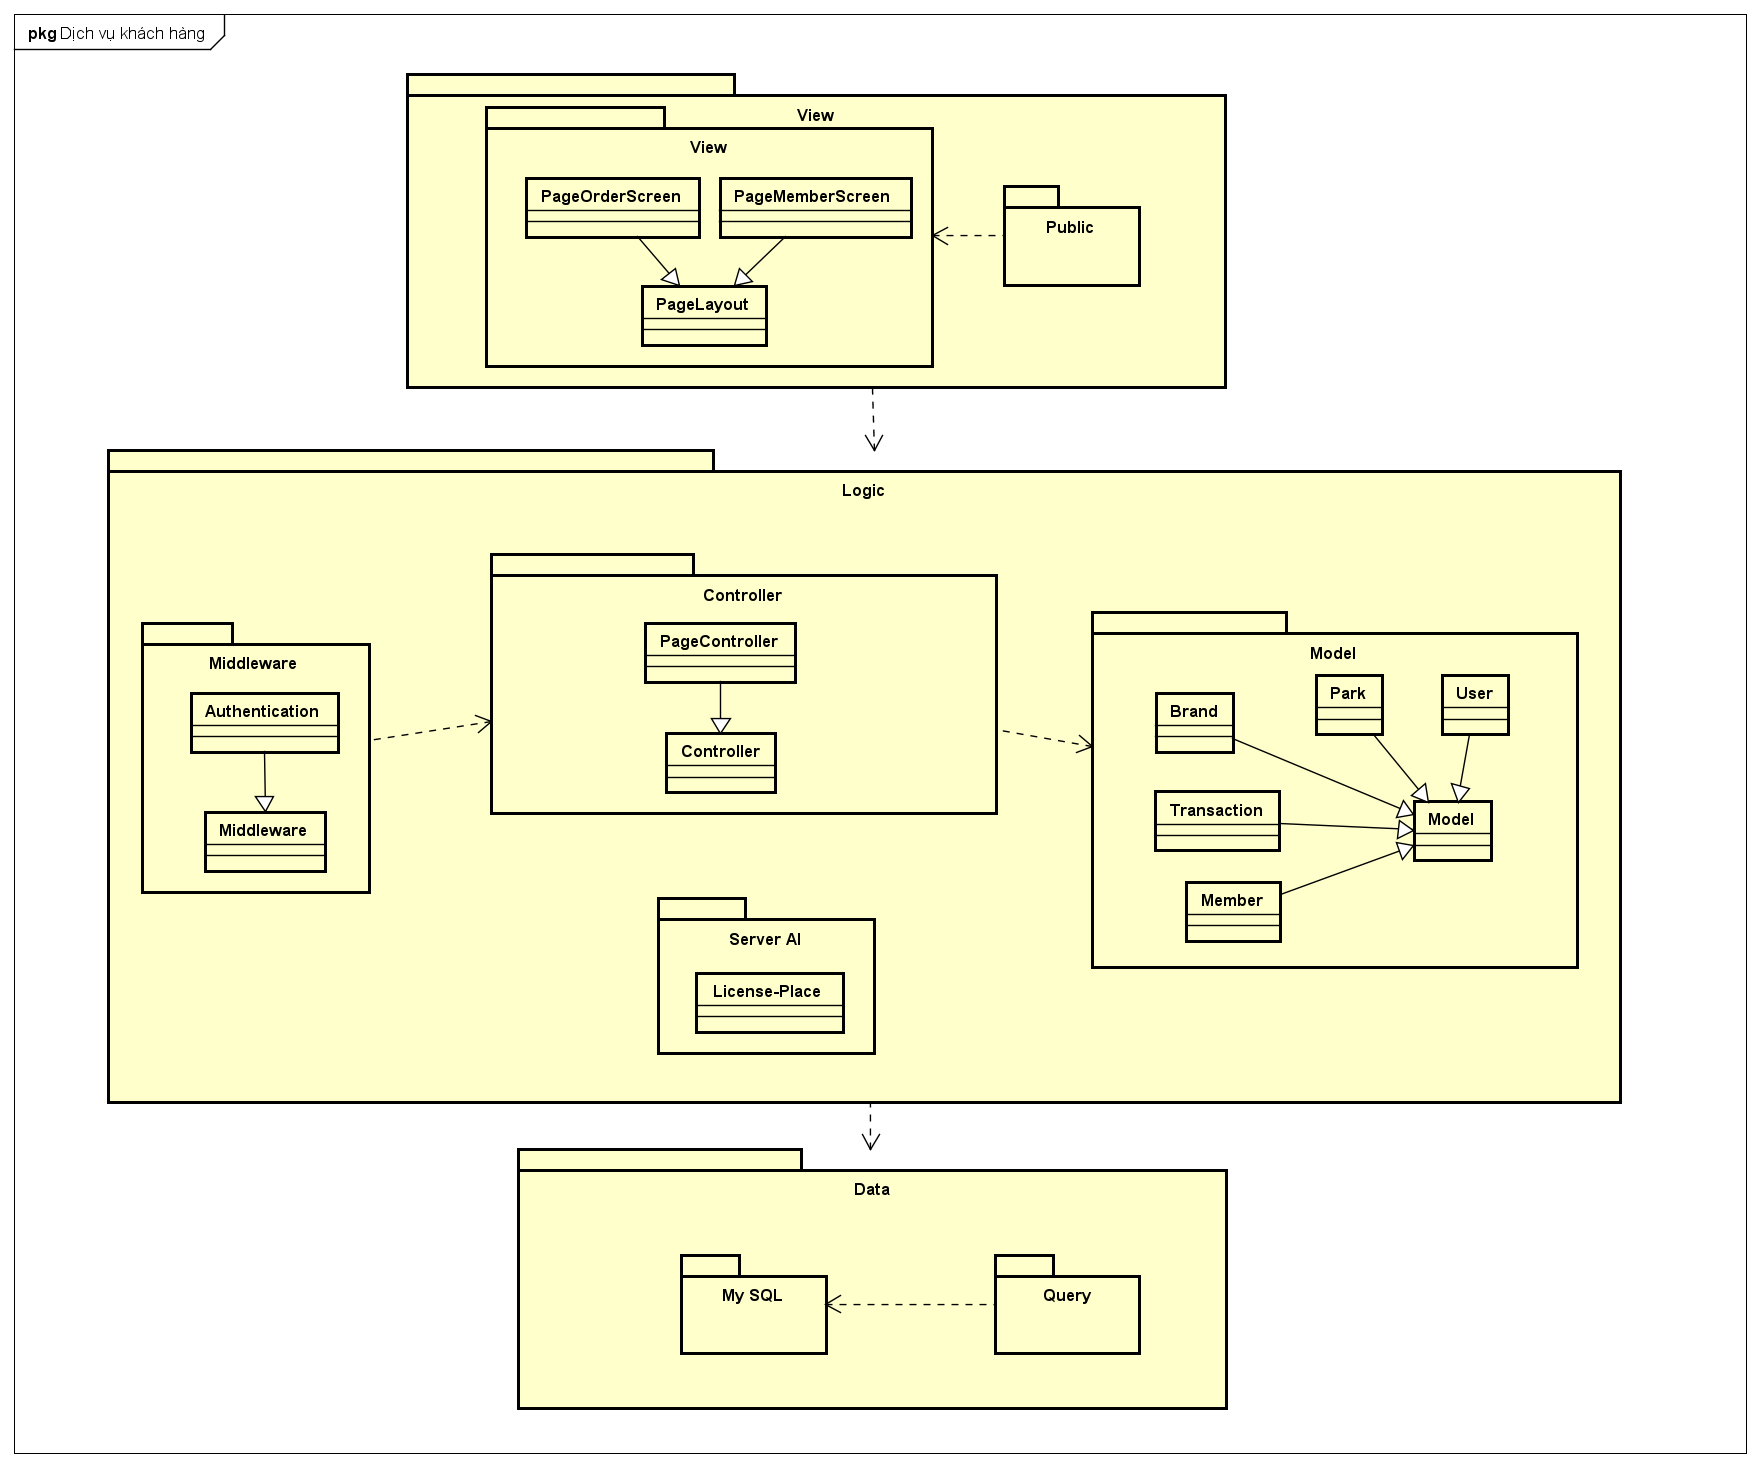 pkg Dịch vụ khách hàng
View
View
PageOrderScreen
PageMemberScreen
PageLayout
Public
Logic
Middleware
Authentication
Middleware
Controller
PageController
Controller
Model
Brand
Park
User
Transaction
Model
Member
Server AI
License-Place
Data
My SQL
Query